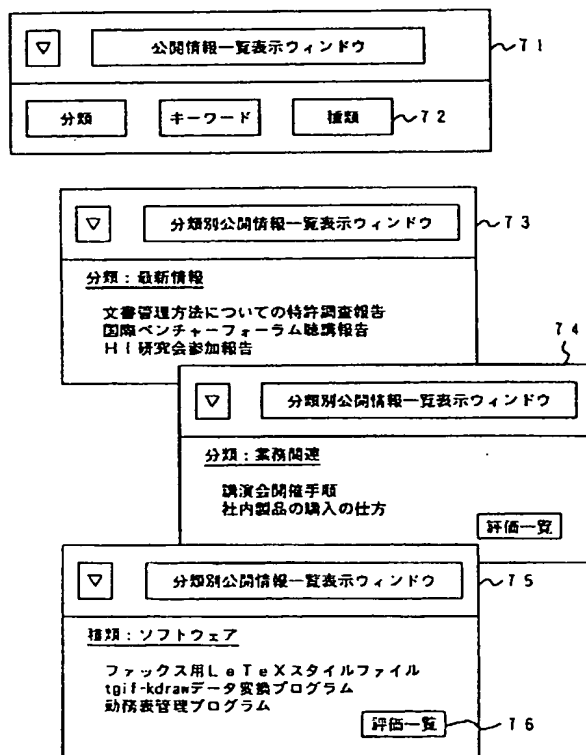 ▽ 公開情報一覧表示ウィンドウ 71
分類 キーワード 種類 72
▽ 分類別公開情報一覧表示ウィンドウ 73
分類：最新情報
文書管理方法についての特許調査報告
国際ベンチャーフォーラム聴講報告
ＨＩ研究会参加報告
74
▽ 分類別公開情報一覧表示ウィンドウ
分類：業務関連
講演会開催手順
社内製品の購入の仕方
評価一覧
▽ 分類別公開情報一覧表示ウィンドウ 75
種類：ソフトウェア
ファックス用ＬａＴｅＸスタイルファイル
tgif-kdrawデータ変換プログラム
勤務表管理プログラム
評価一覧 76